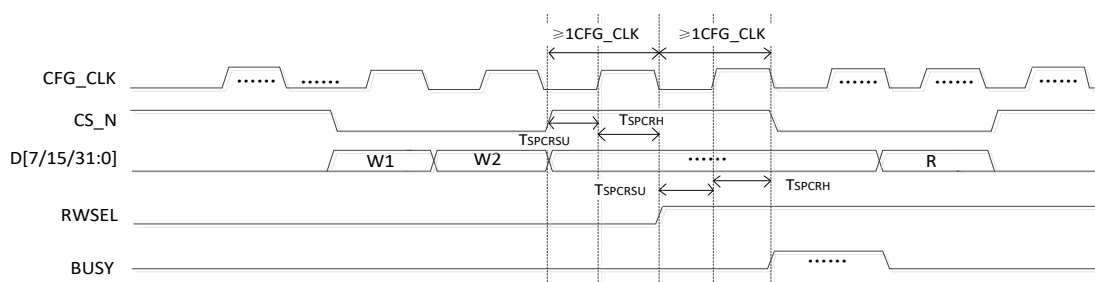 ≥1CFG_CLK ≥1CFG_CLK
CFG_CLK ...... ...... ...... ...... ......
CS_N TSPCRSU TSPCRH
D[7/15/31:0] W1 W2 ...... R
TSPCRSU TSPCRH
RWSEL
BUSY ......